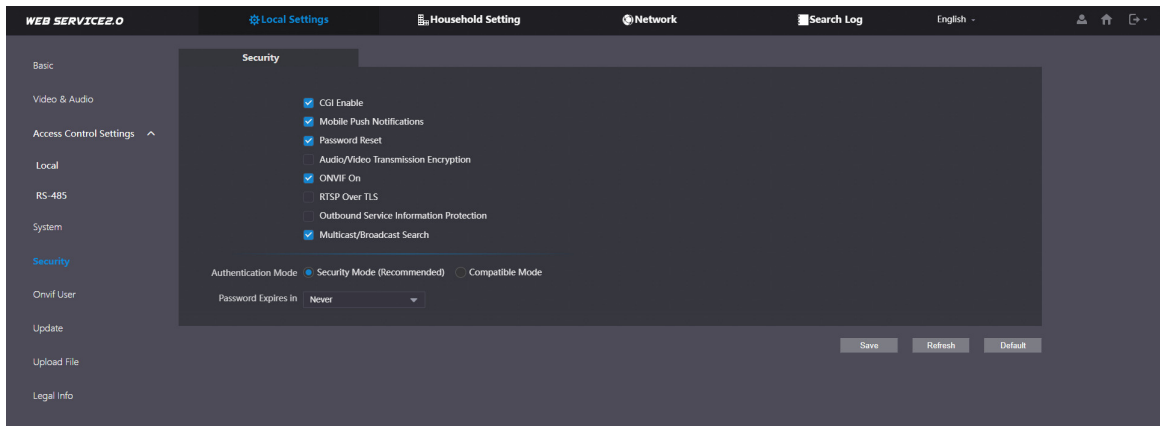 WEB SERVICE2.0
Local Settings
Household Setting
Network
Search Log
English
Basic
Video & Audio
Access Control Settings
Local
RS-485
System
Security
Onvif User
Update
Upload File
Legal Info
Security
CGI Enable
Mobile Push Notifications
Password Reset
Audio/Video Transmission Encryption
ONVIF On
RTSP Over TLS
Outbound Service Information Protection
Multicast/Broadcast Search
Authentication Mode Security Mode (Recommended) Compatible Mode
Password Expires in Never
Save Refresh Default